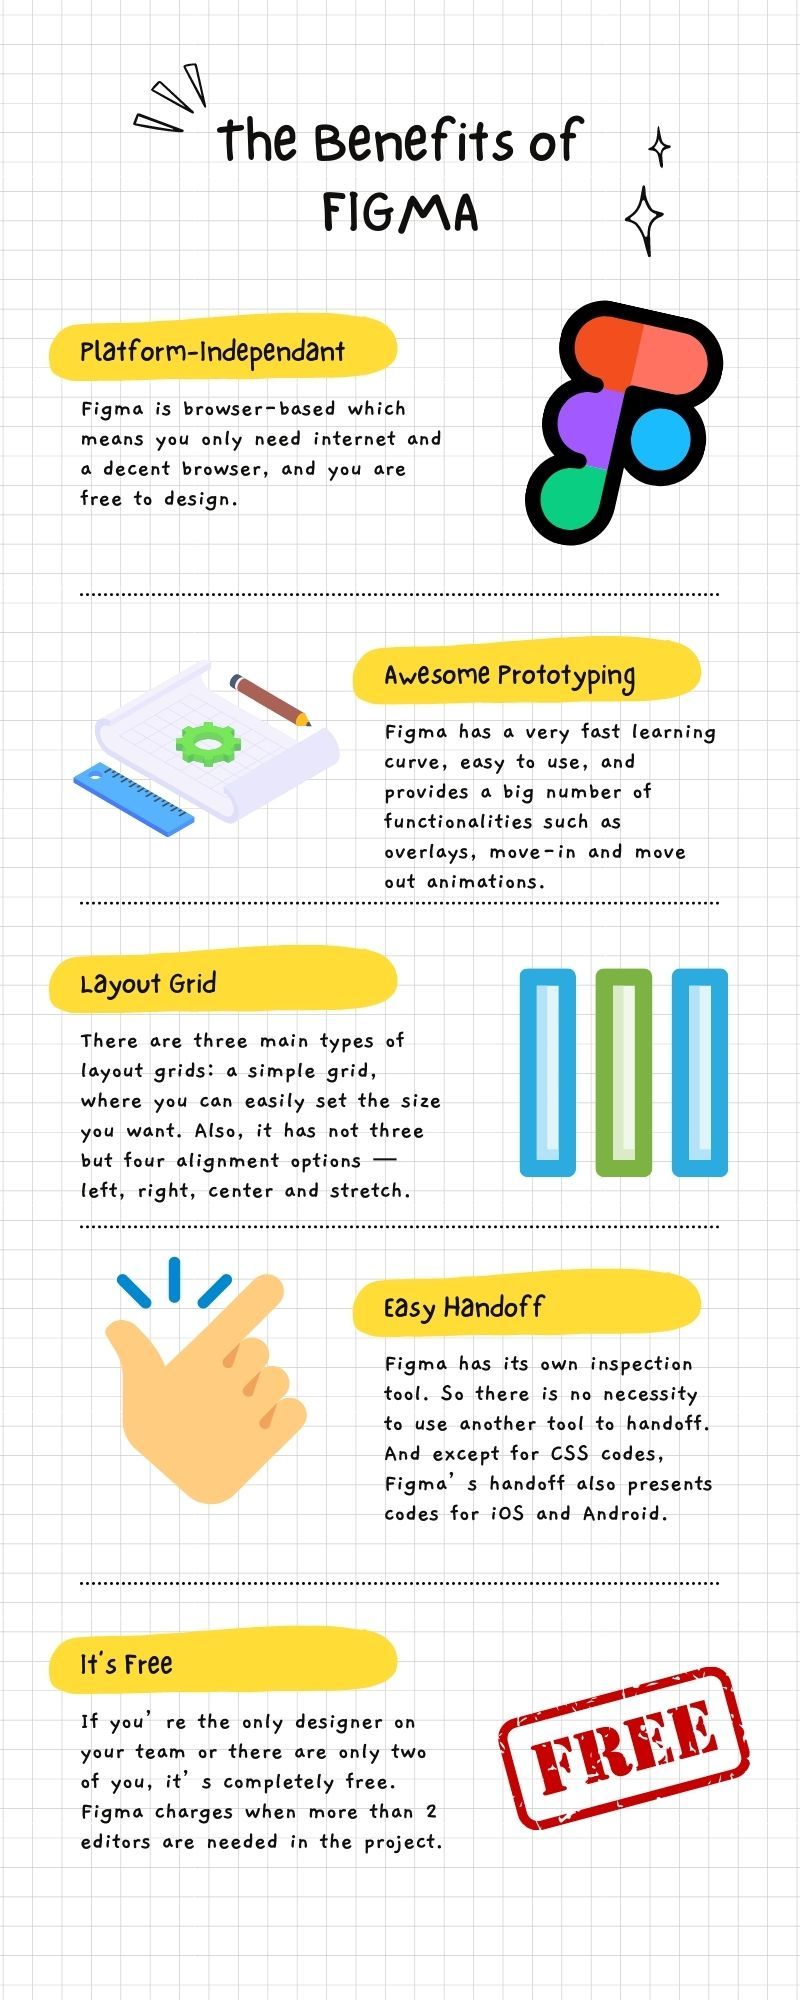 The Benefits of
FIGMA
Platform-Independant
Figma is browser-based which
means you only need internet and
a decent browser, and you are
free to design.
Awesome Prototyping
Figma has a very fast learning
curve, easy to use, and
provides a big number of
functionalities such as
overlays, move-in and move
out animations.
Layout Grid
There are three main types of
layout grids: a simple grid,
where you can easily set the size
you want. Also, it has not three
but four alignment options —
left, right, center and stretch.
Easy Handoff
Figma has its own inspection
tool. So there is no necessity
to use another tool to handoff.
And except for CSS codes,
Figma’s handoff also presents
codes for iOS and Android.
It's Free
If you’re the only designer on
your team or there are only two
of you, it’s completely free.
Figma charges when more than 2
editors are needed in the project.
FREE